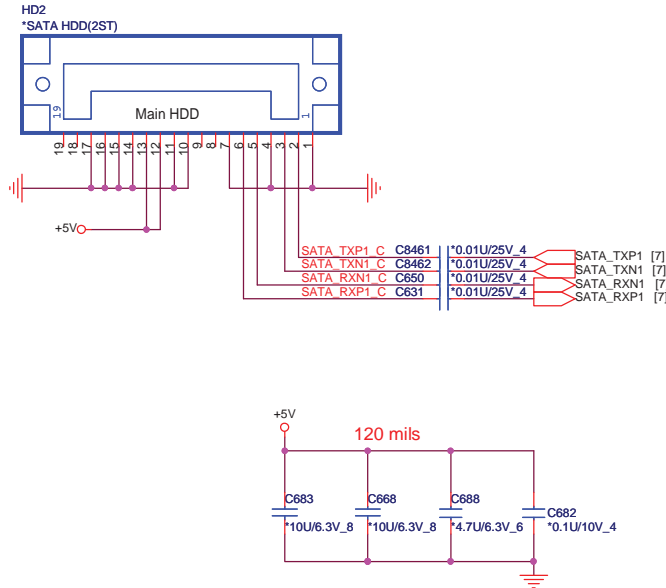 HD2
*SATA HDD(2ST)
19
1
Main HDD
19
18
17
16
15
14
13
12
11
10
9
8
7
6
5
4
3
2
1
+5V
SATA_TXP1_C C8461 *0.01U/25V_4 SATA_TXP1 [7]
SATA_TXN1_C C8462 *0.01U/25V_4 SATA_TXN1 [7]
SATA_RXN1_C C650 *0.01U/25V_4 SATA_RXN1 [7
SATA_RXP1_C C631 *0.01U/25V_4 SATA_RXP1 [7]
+5V
120 mils
C683
*10U/6.3V_8
C668
*10U/6.3V_8
C688
*4.7U/6.3V_6
C682
*0.1U/10V_4